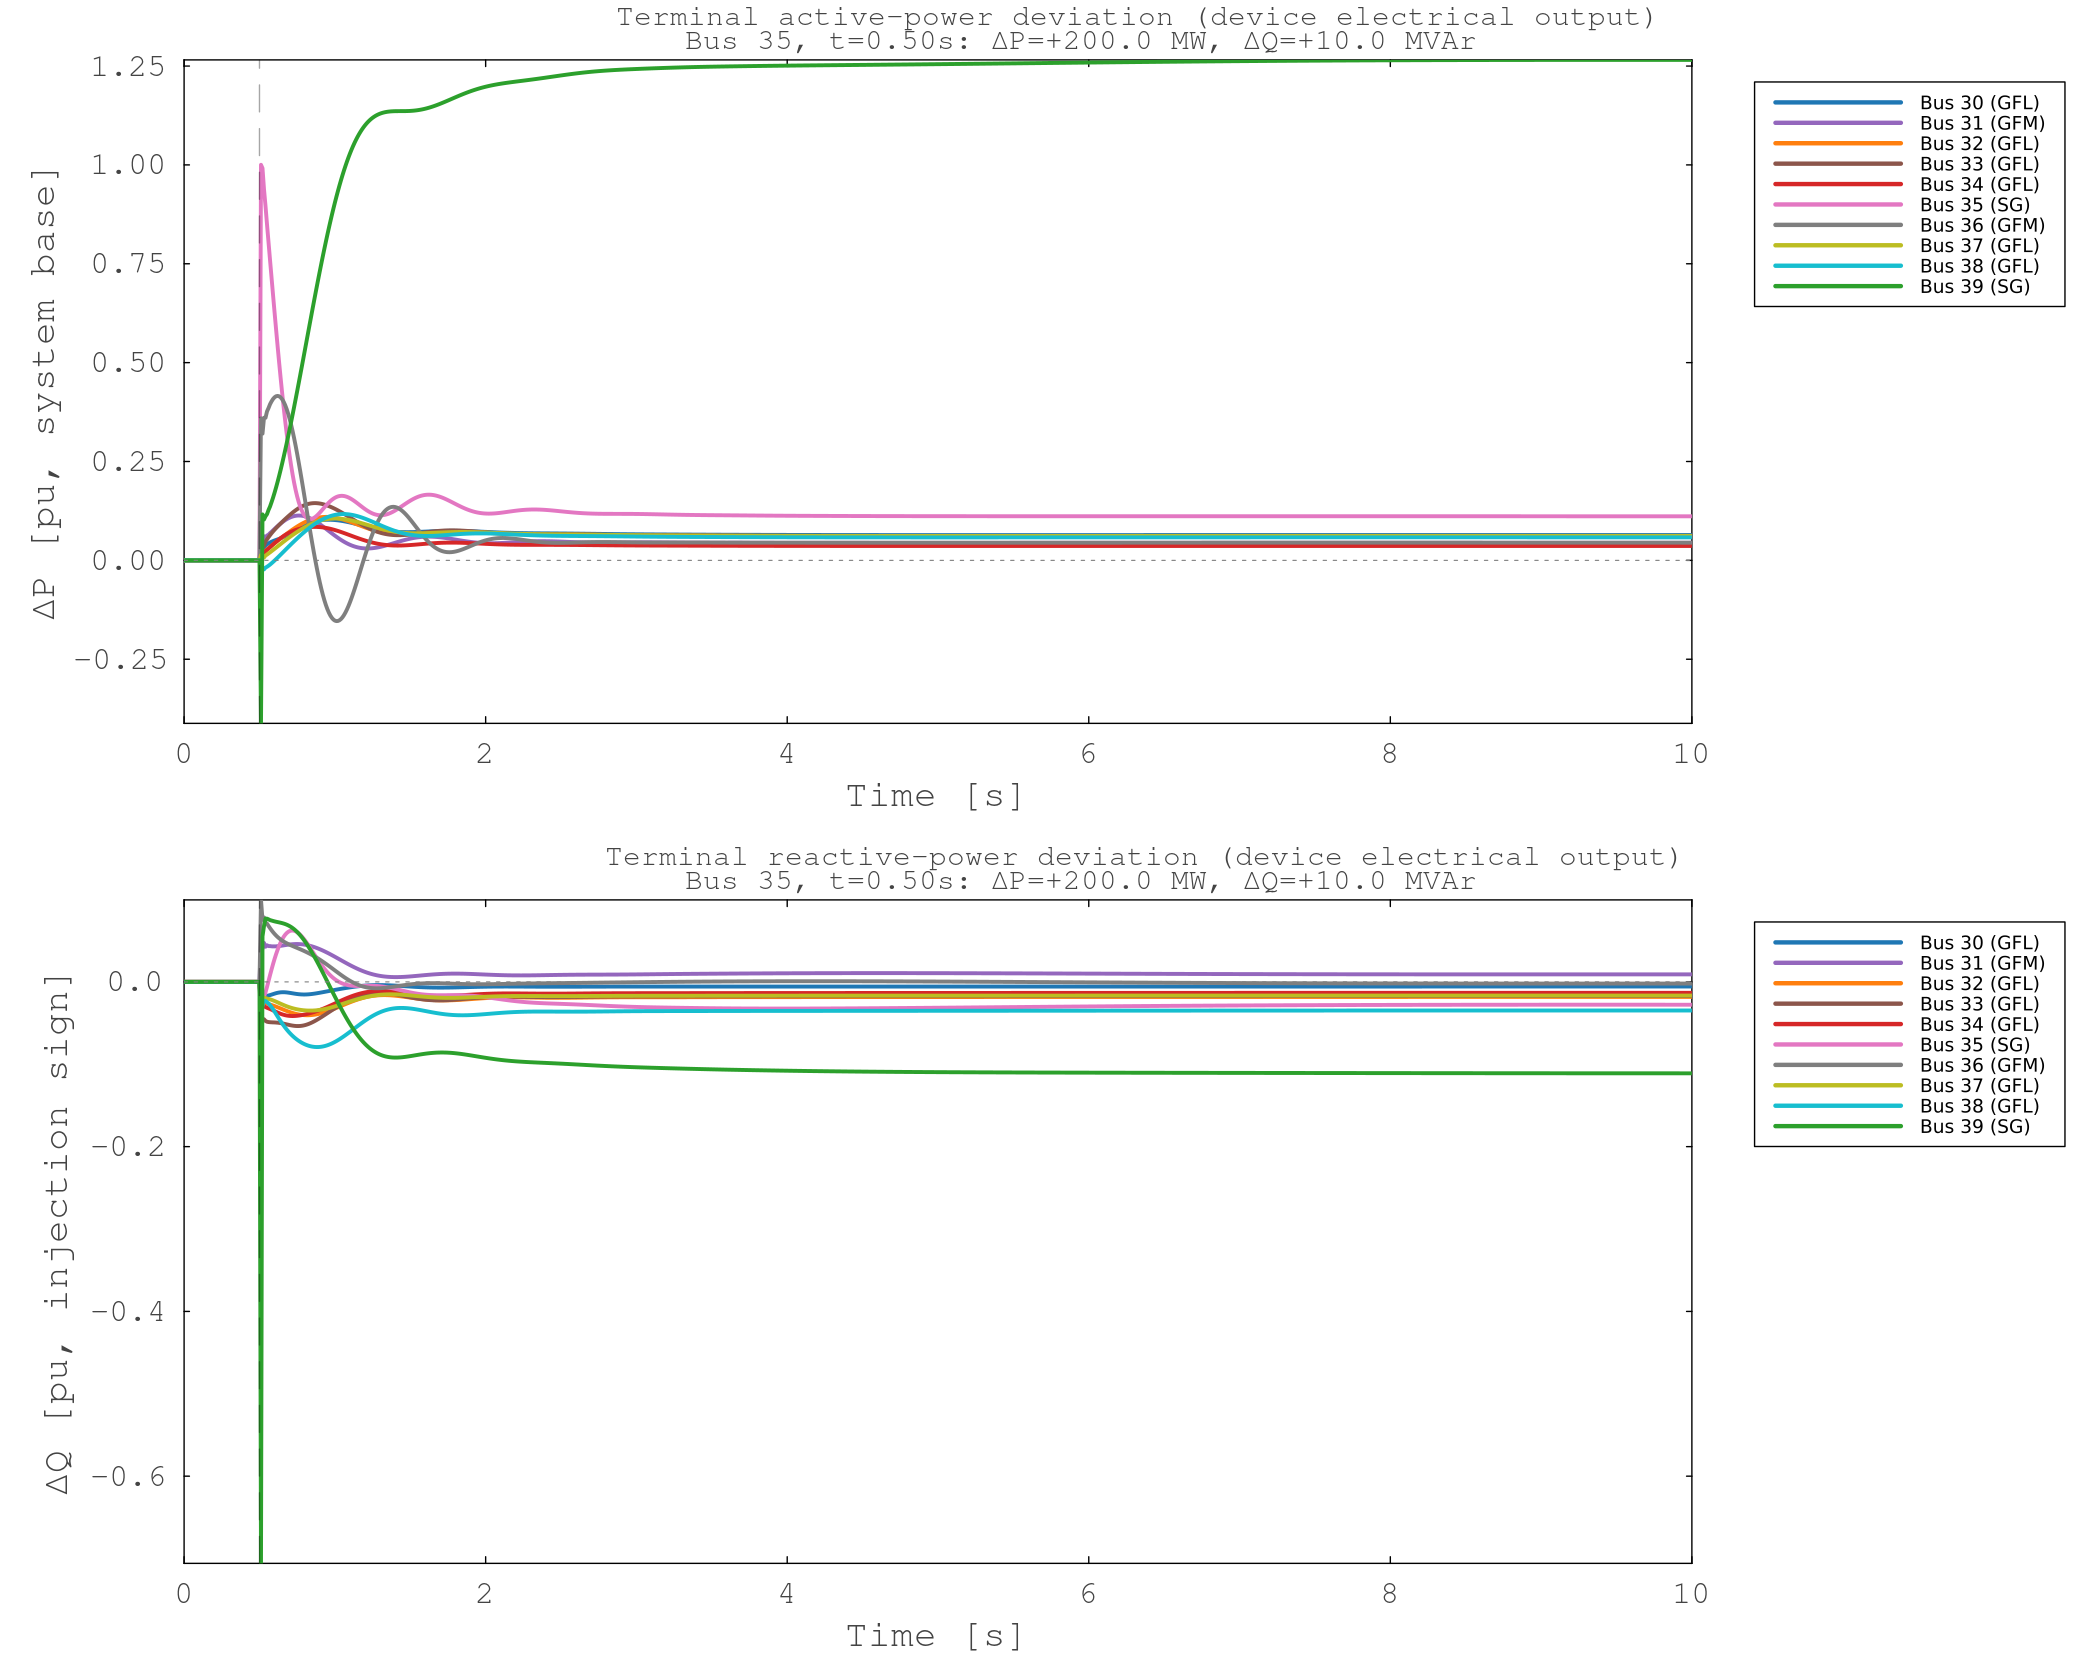 Terminal active-power deviation (device electrical output)
Bus 35, t=0.50s: ΔP=+200.0 MW, ΔQ=+10.0 MVAr
ΔP [pu, system base]
1.25
1.00
0.75
0.50
0.25
0.00
−0.25
0 2 4 6 8 10
Time [s]
Bus 30 (GFL)
Bus 31 (GFM)
Bus 32 (GFL)
Bus 33 (GFL)
Bus 34 (GFL)
Bus 35 (SG)
Bus 36 (GFM)
Bus 37 (GFL)
Bus 38 (GFL)
Bus 39 (SG)
Terminal reactive-power deviation (device electrical output)
Bus 35, t=0.50s: ΔP=+200.0 MW, ΔQ=+10.0 MVAr
ΔQ [pu, injection sign]
0.0
−0.2
−0.4
−0.6
0 2 4 6 8 10
Time [s]
Bus 30 (GFL)
Bus 31 (GFM)
Bus 32 (GFL)
Bus 33 (GFL)
Bus 34 (GFL)
Bus 35 (SG)
Bus 36 (GFM)
Bus 37 (GFL)
Bus 38 (GFL)
Bus 39 (SG)